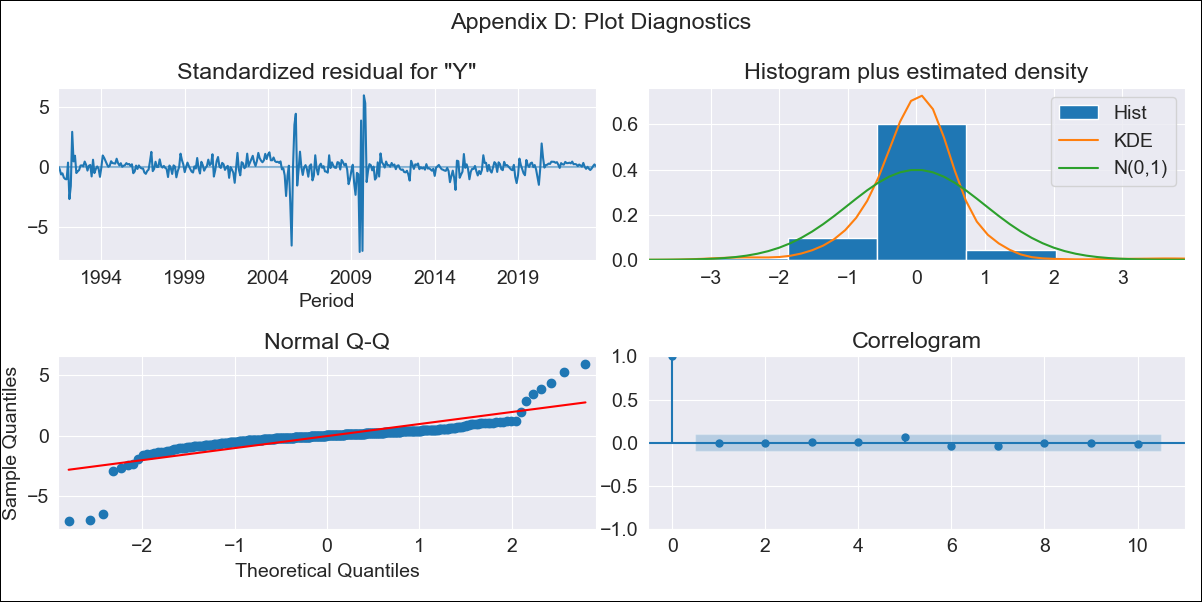 Appendix D: Plot Diagnostics
Standardized residual for "Y"
5
0
−5
1994 1999 2004 2009 2014 2019
Period
Histogram plus estimated density
0.6
0.4
0.2
0.0
−3 −2 −1 0 1 2 3
Hist
KDE
N(0,1)
Normal Q-Q
Sample Quantiles
5
0
−5
−2 −1 0 1 2
Theoretical Quantiles
Correlogram
1.0
0.5
0.0
−0.5
−1.0
0 2 4 6 8 10